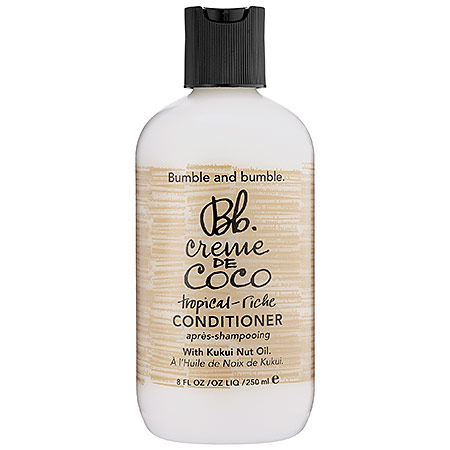 Bumble and bumble.
Bb.
creme
DE
COCO
tropical-riche
CONDITIONER
après-shampooing
With Kukui Nut Oil.
À l'Huile de Noix de Kukui.
8 FL OZ /OZ LIQ /250 ml e